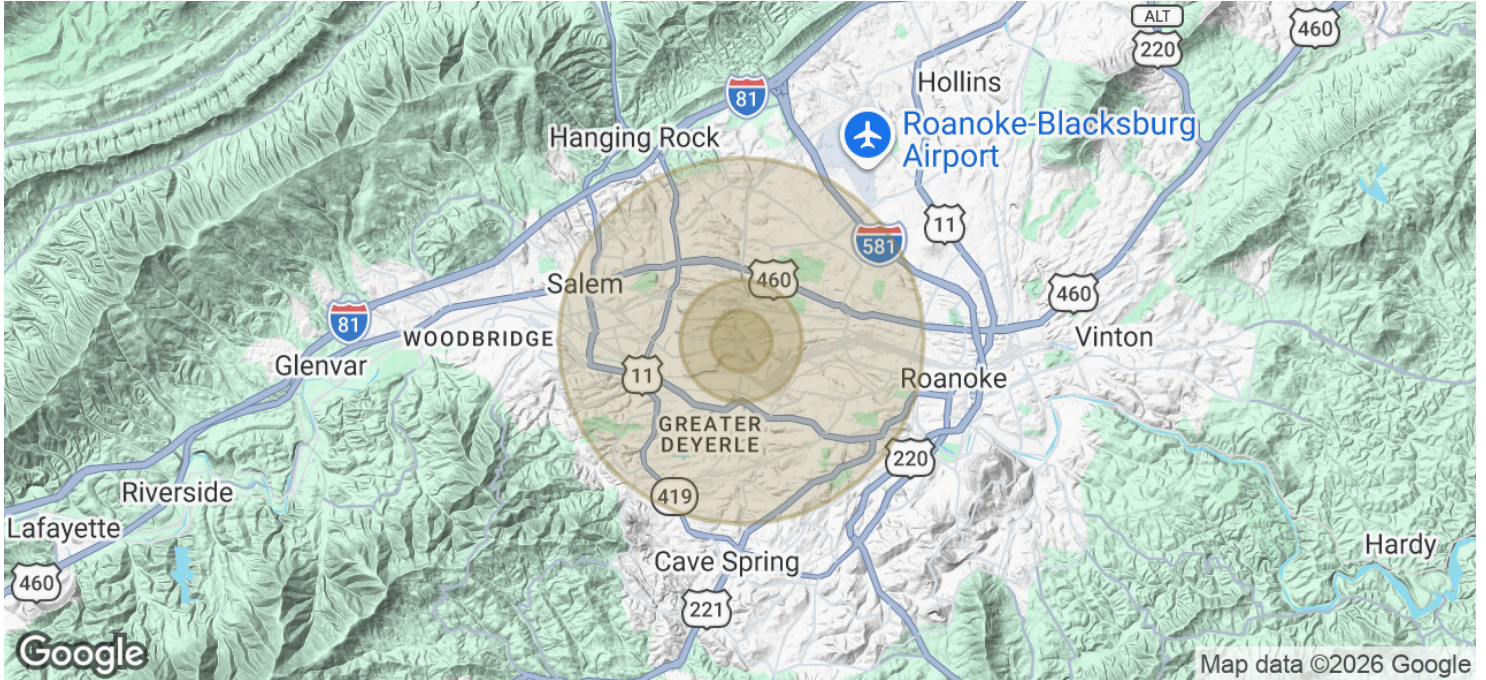 ALT
220
460
Hollins
81
Roanoke-Blacksburg
Airport
Hanging Rock
11
581
460
Salem
460
81
WOODBRIDGE
Vinton
Glenvar
11
Roanoke
GREATER
DEYERLE
220
Riverside
419
Lafayette
Hardy
Cave Spring
460
221
Google
Map data ©2026 Google